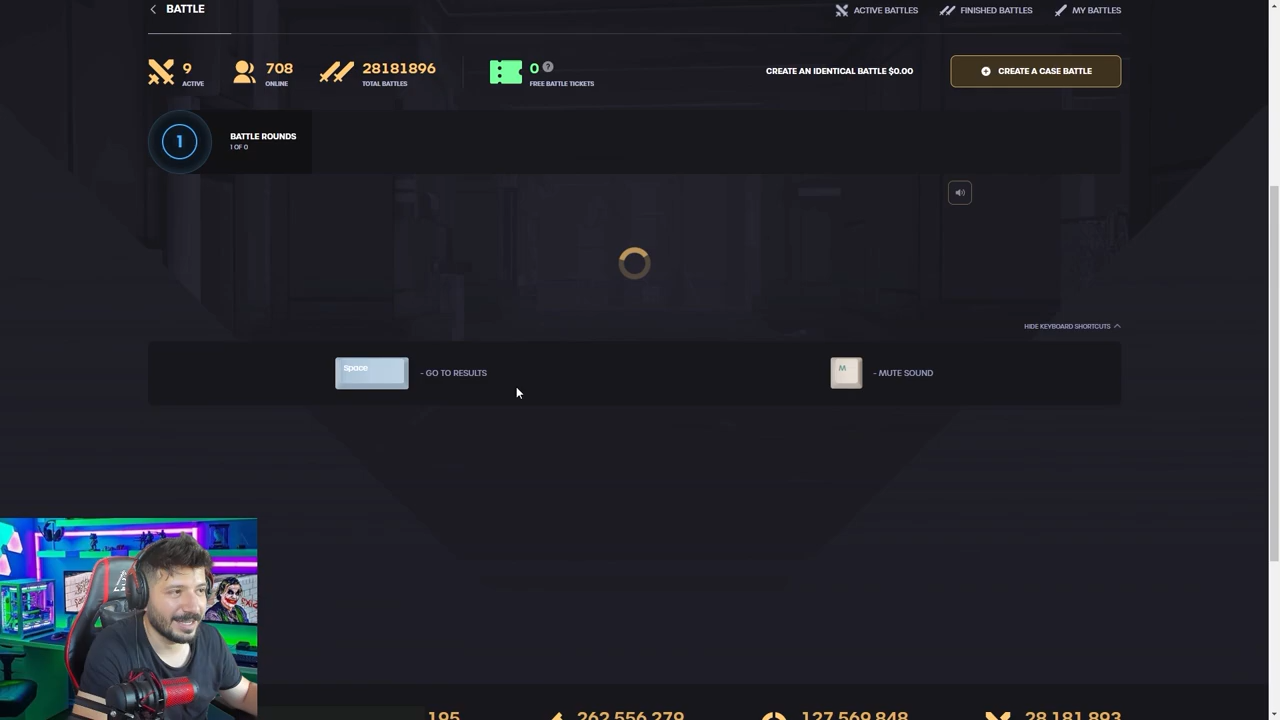 BATTLE
ACTIVE BATTLES
FINISHED BATTLES
MY BATTLES
9
ACTIVE
708
ONLINE
28181896
TOTAL BATTLES
0 ?
FREE BATTLE TICKETS
CREATE AN IDENTICAL BATTLE $0.00
CREATE A CASE BATTLE
1
BATTLE ROUNDS
1 OF 0
HIDE KEYBOARD SHORTCUTS
Space
- GO TO RESULTS
M
- MUTE SOUND
195
262 556 279
127 569 848
28 181 893